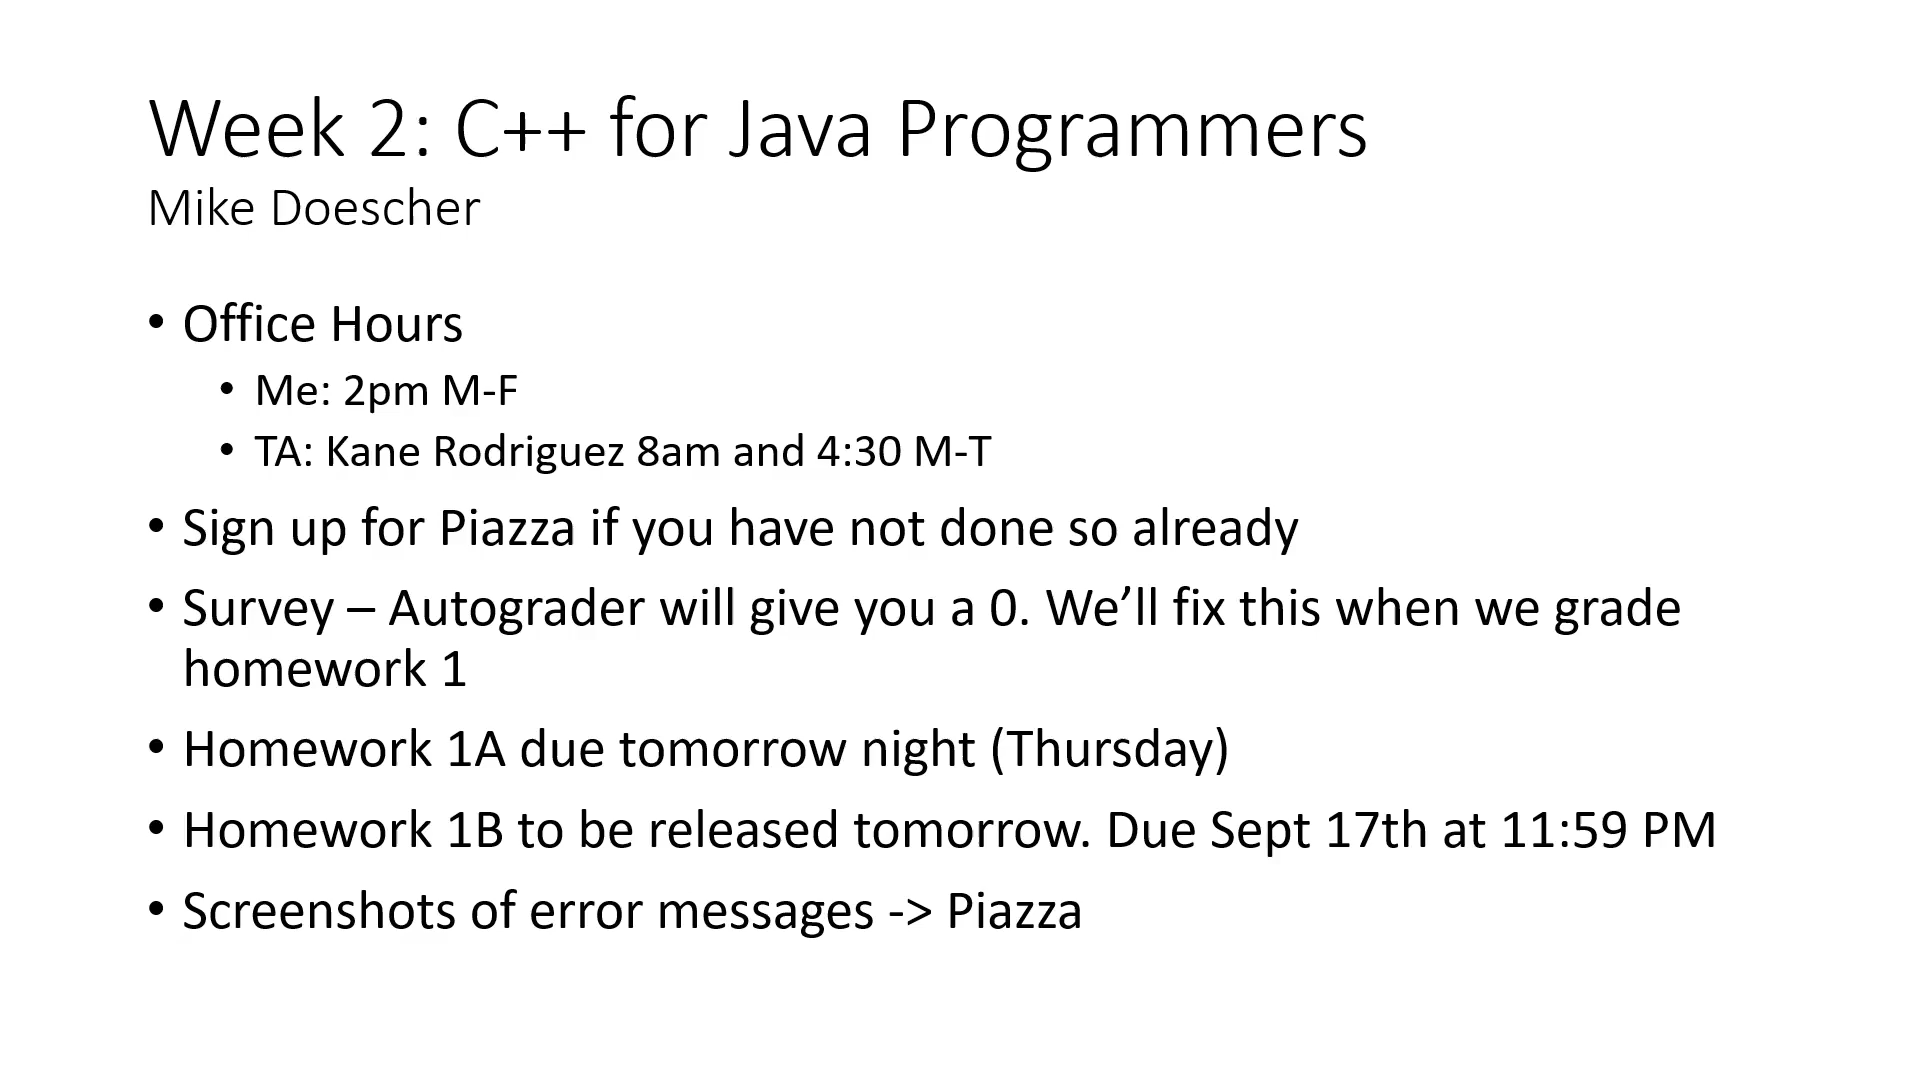 Week 2: C++ for Java Programmers
Mike Doescher
• Office Hours
• Me: 2pm M-F
• TA: Kane Rodriguez 8am and 4:30 M-T
• Sign up for Piazza if you have not done so already
• Survey – Autograder will give you a 0. We’ll fix this when we grade
homework 1
• Homework 1A due tomorrow night (Thursday)
• Homework 1B to be released tomorrow. Due Sept 17th at 11:59 PM
• Screenshots of error messages -> Piazza